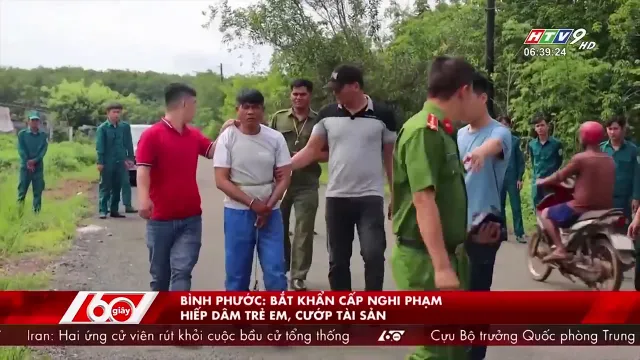 HTV9 HD
06:39:24
60 giây
BÌNH PHƯỚC: BẮT KHẨN CẤP NGHI PHẠM
HIẾP DÂM TRẺ EM, CƯỚP TÀI SẢN
Iran: Hai ứng cử viên rút khỏi cuộc bầu cử tổng thống 60 Cựu Bộ trưởng Quốc phòng Trung